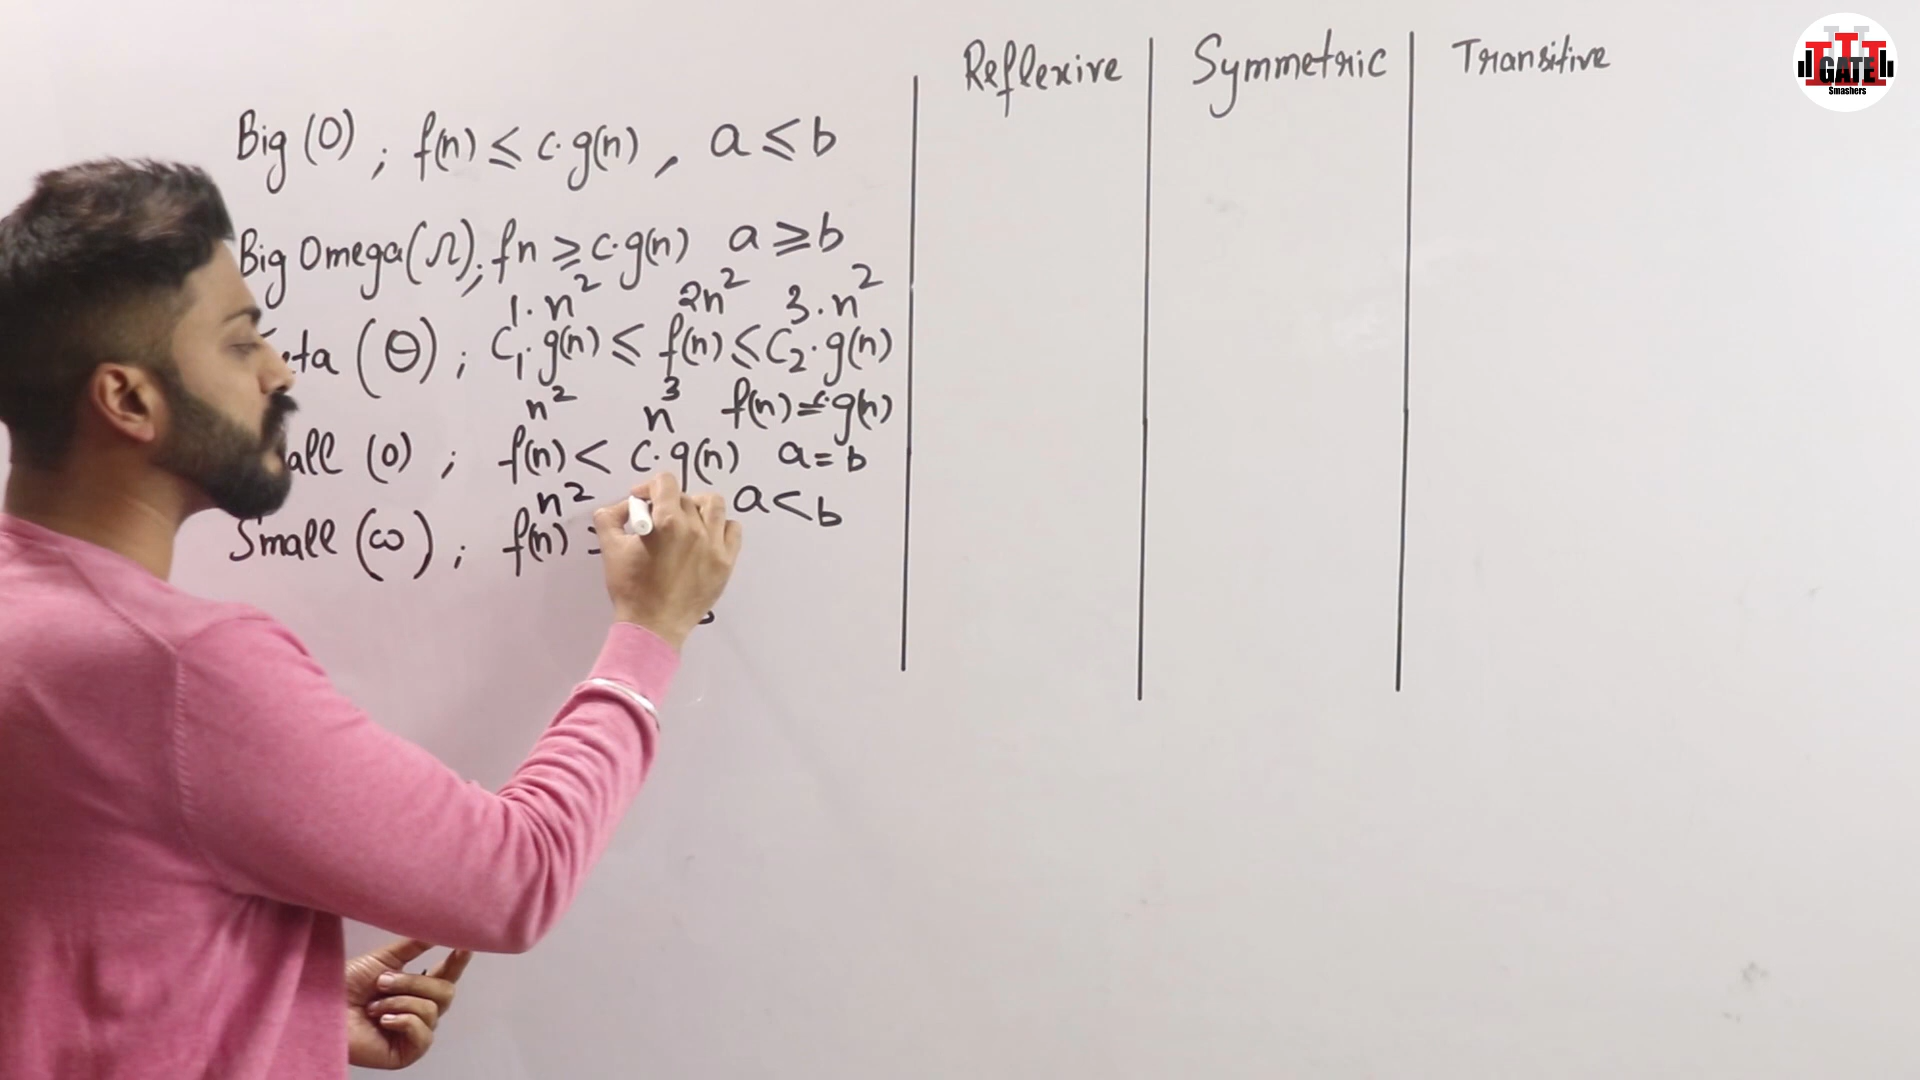 Reflexive Symmetric Transitive
GATE
Smashers
Big (O) ; f(n) ≤ c·g(n) , a ≤ b
Big Omega (Ω) ; fn ≥ c·g(n) a ≥ b
1·n² 2n² 3·n²
(Θ) ; C₁·g(n) ≤ f(n) ≤ C₂·g(n)
n² n³ f(n) = c·g(n)
(o) ; f(n) < c·g(n) a = b
n² a < b
Small (ω) ; f(n)